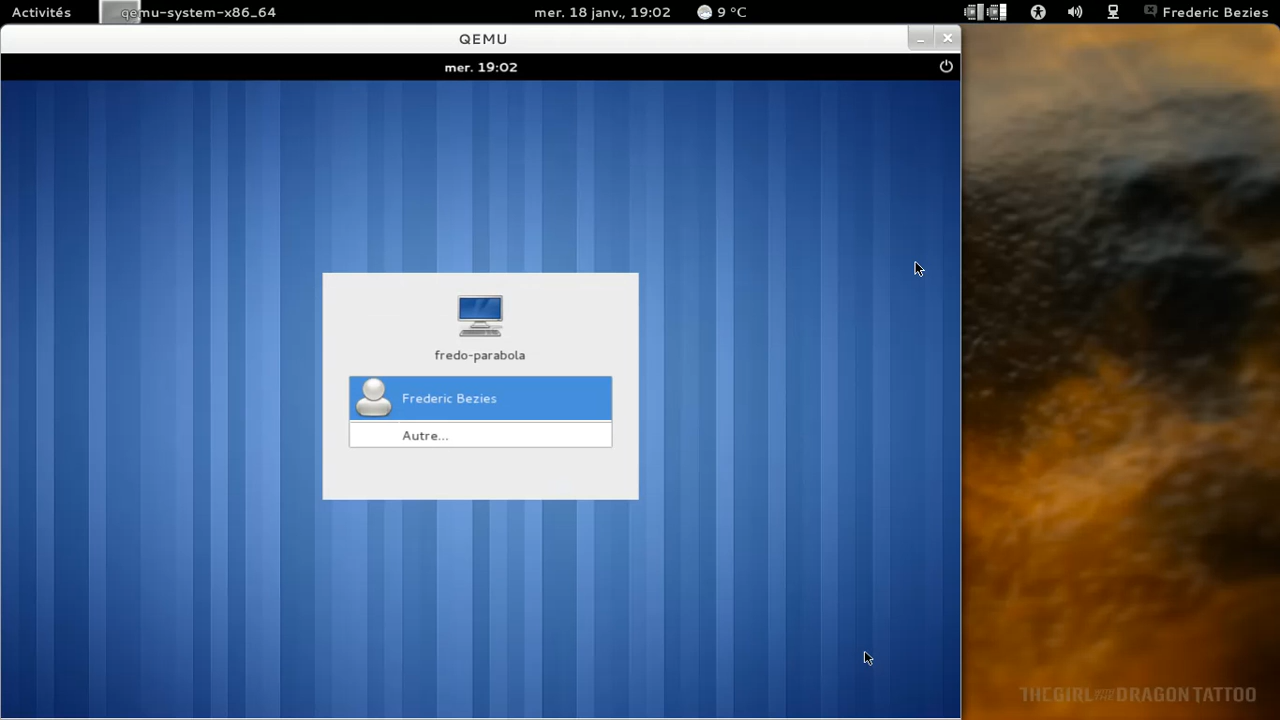 Activités qemu-system-x86_64 mer. 18 janv., 19:02 9 °C Frederic Bezies
QEMU
mer. 19:02
fredo-parabola
Frederic Bezies
Autre...
THE GIRL WITH THE DRAGON TATTOO